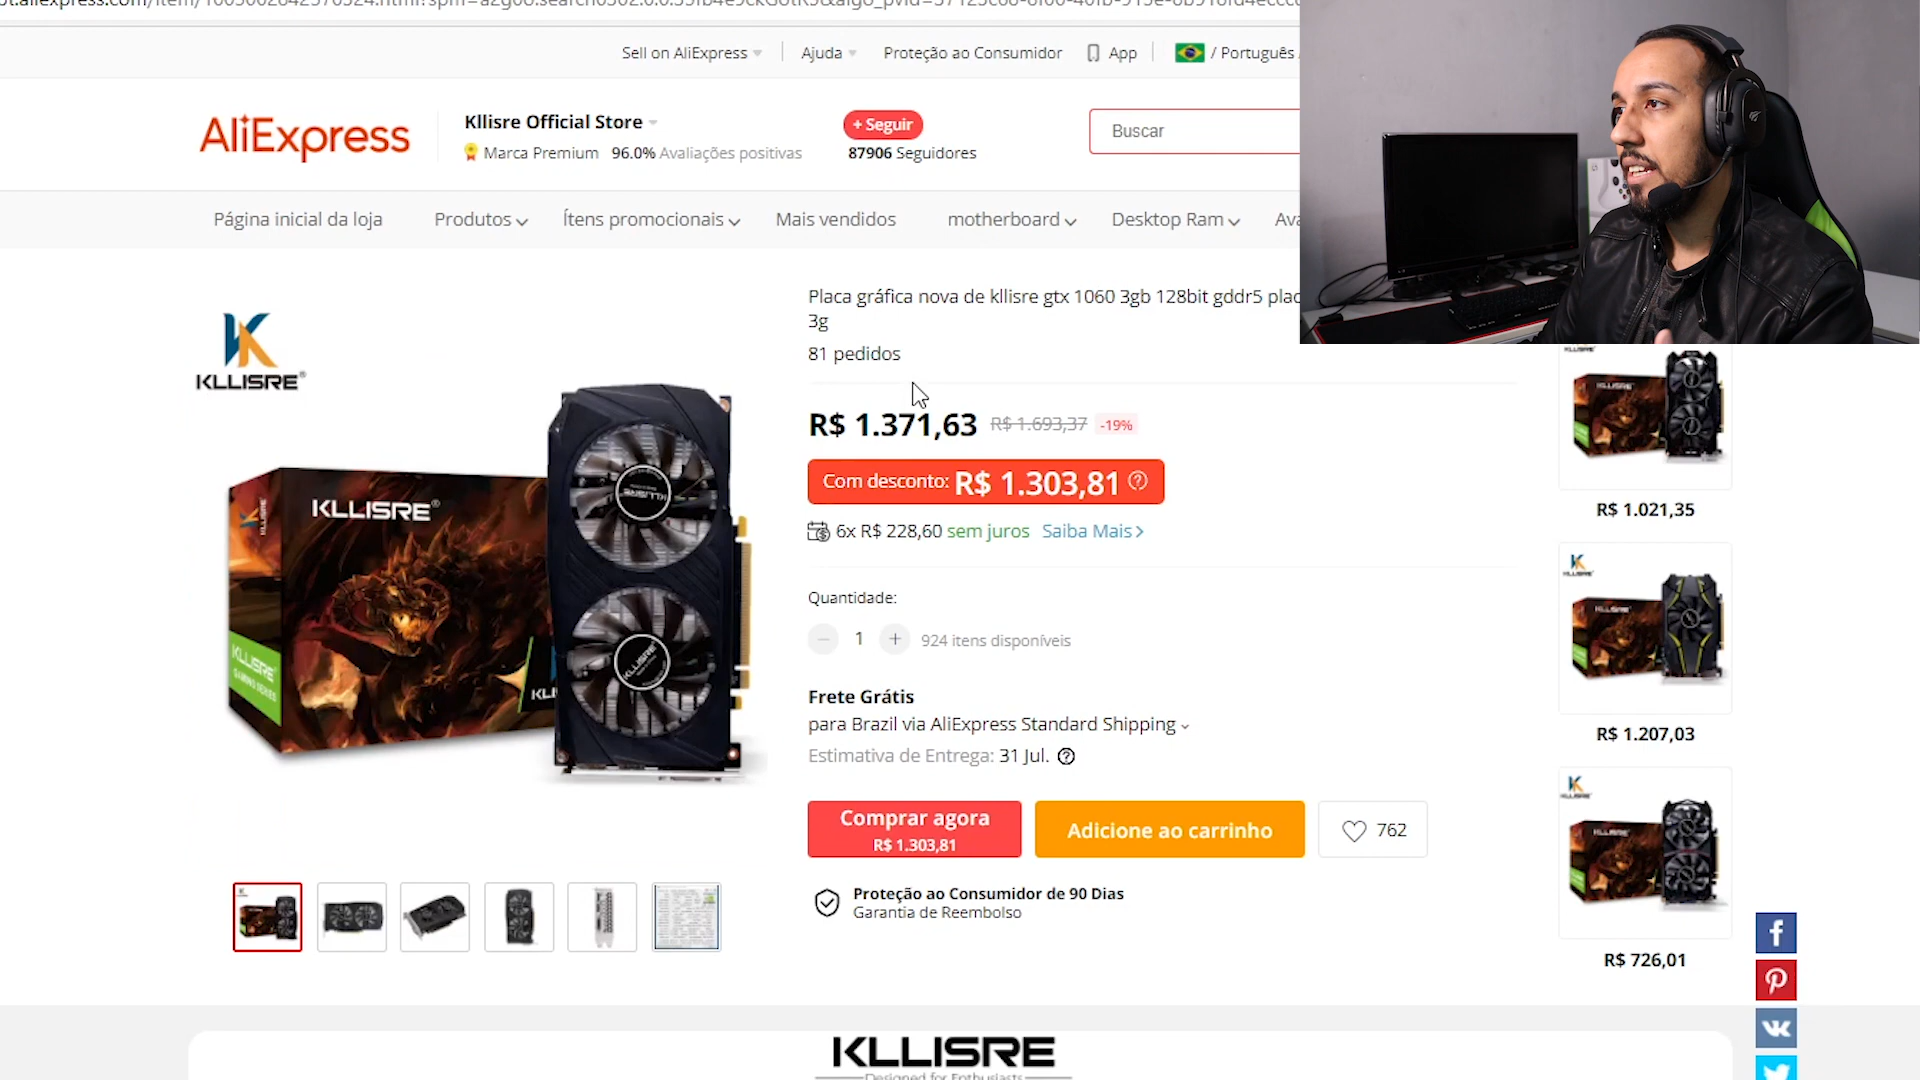 Sell on AliExpress
Ajuda
Proteção ao Consumidor
App
/ Português
AliExpress
Kllisre Official Store
Marca Premium 96.0% Avaliações positivas
+ Seguir
87906 Seguidores
Buscar
Página inicial da loja
Produtos
Ítens promocionais
Mais vendidos
motherboard
Desktop Ram
KLLISRE®
KLLISRE®
KLLISRE
GAMING SERIES
Placa gráfica nova de kllisre gtx 1060 3gb 128bit gddr5
3g
81 pedidos
R$ 1.371,63 R$ 1.693,37 -19%
Com desconto: R$ 1.303,81
6x R$ 228,60 sem juros Saiba Mais
Quantidade:
− 1 + 924 itens disponíveis
Frete Grátis
para Brazil via AliExpress Standard Shipping
Estimativa de Entrega: 31 Jul.
Comprar agora
R$ 1.303,81
Adicione ao carrinho
762
Proteção ao Consumidor de 90 Dias
Garantia de Reembolso
R$ 1.021,35
R$ 1.207,03
R$ 726,01
KLLISRE
Designed for Enthusiasts